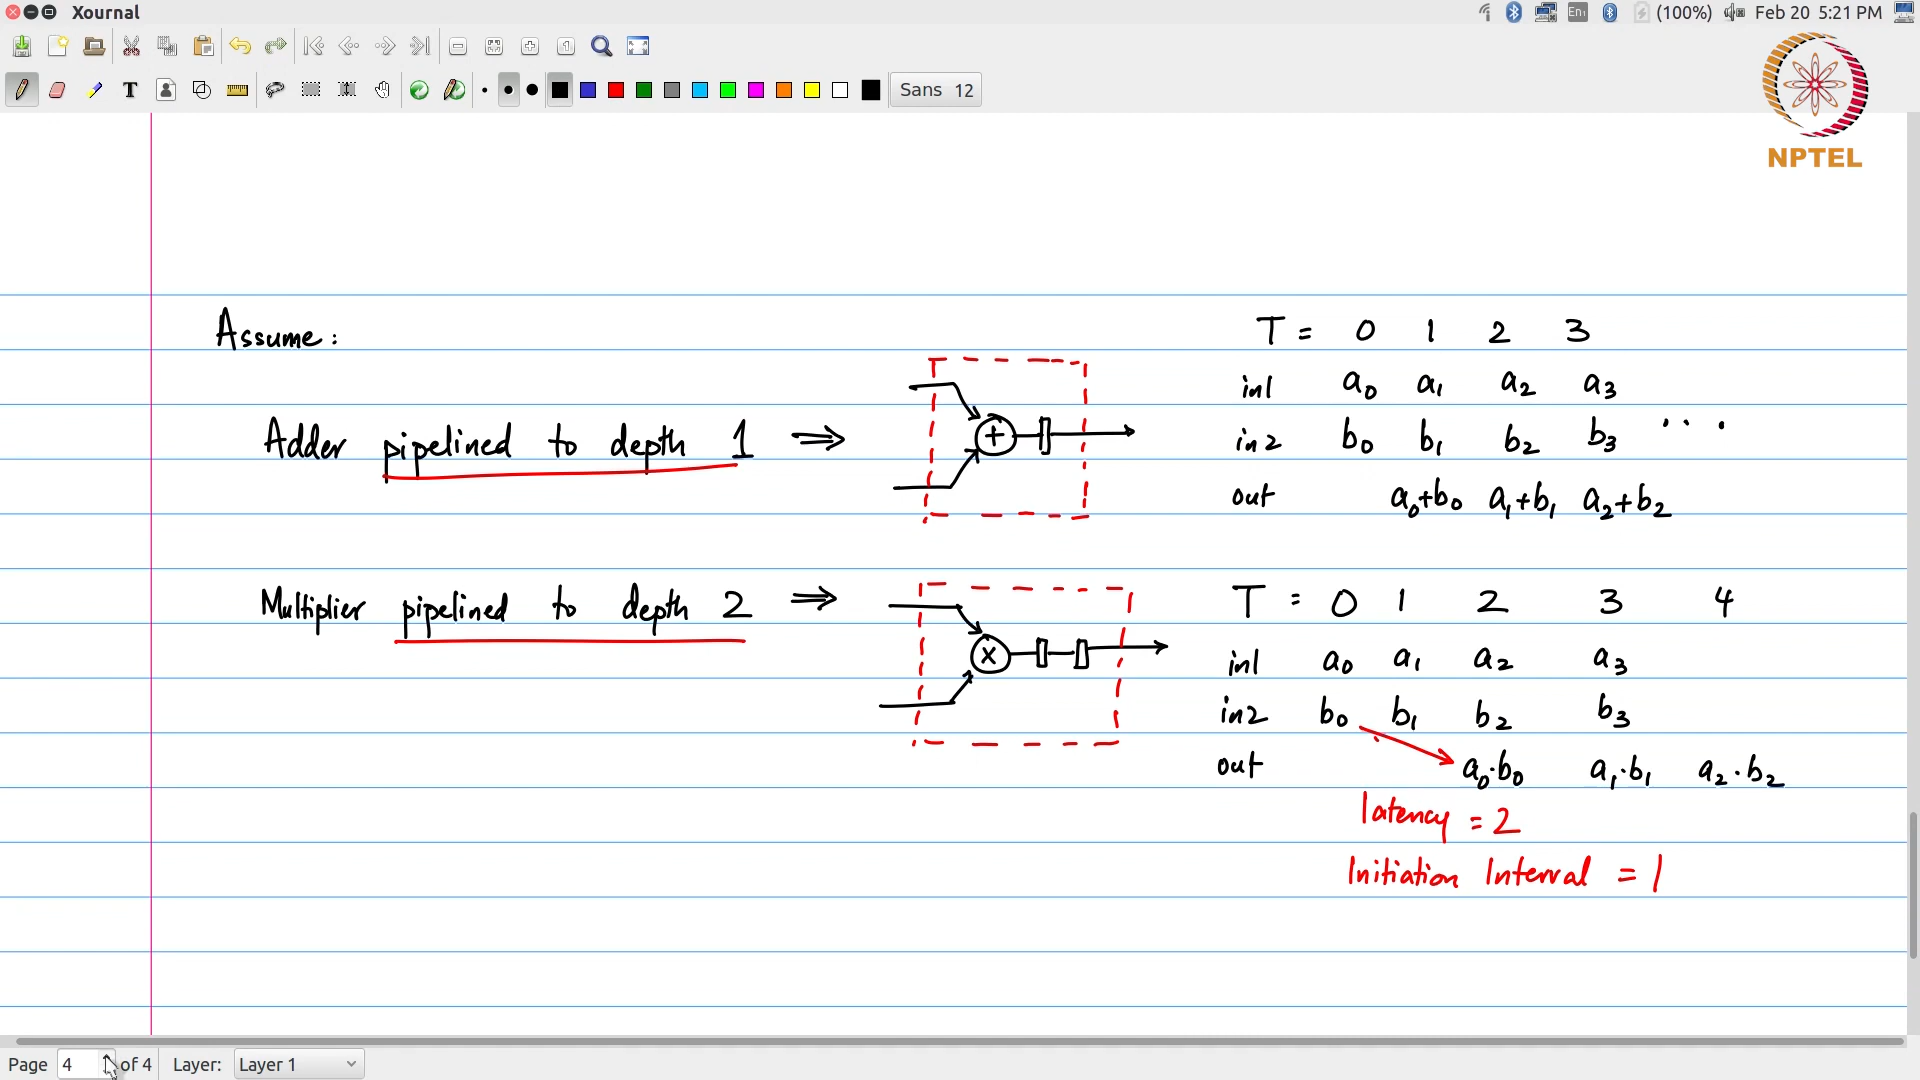 Xournal
En1
(100%)
Feb 20 5:21 PM
Sans 12
NPTEL
Assume:
T = 0 1 2 3
in1 a0 a1 a2 a3
Adder pipelined to depth 1 ⇒
+
in2 b0 b1 b2 b3 ...
out a0+b0 a1+b1 a2+b2
Multiplier pipelined to depth 2 ⇒
x
T = 0 1 2 3 4
in1 a0 a1 a2 a3
in2 b0 b1 b2 b3
out a0·b0 a1·b1 a2·b2
latency = 2
Initiation Interval = 1
Page 4 of 4 Layer: Layer 1